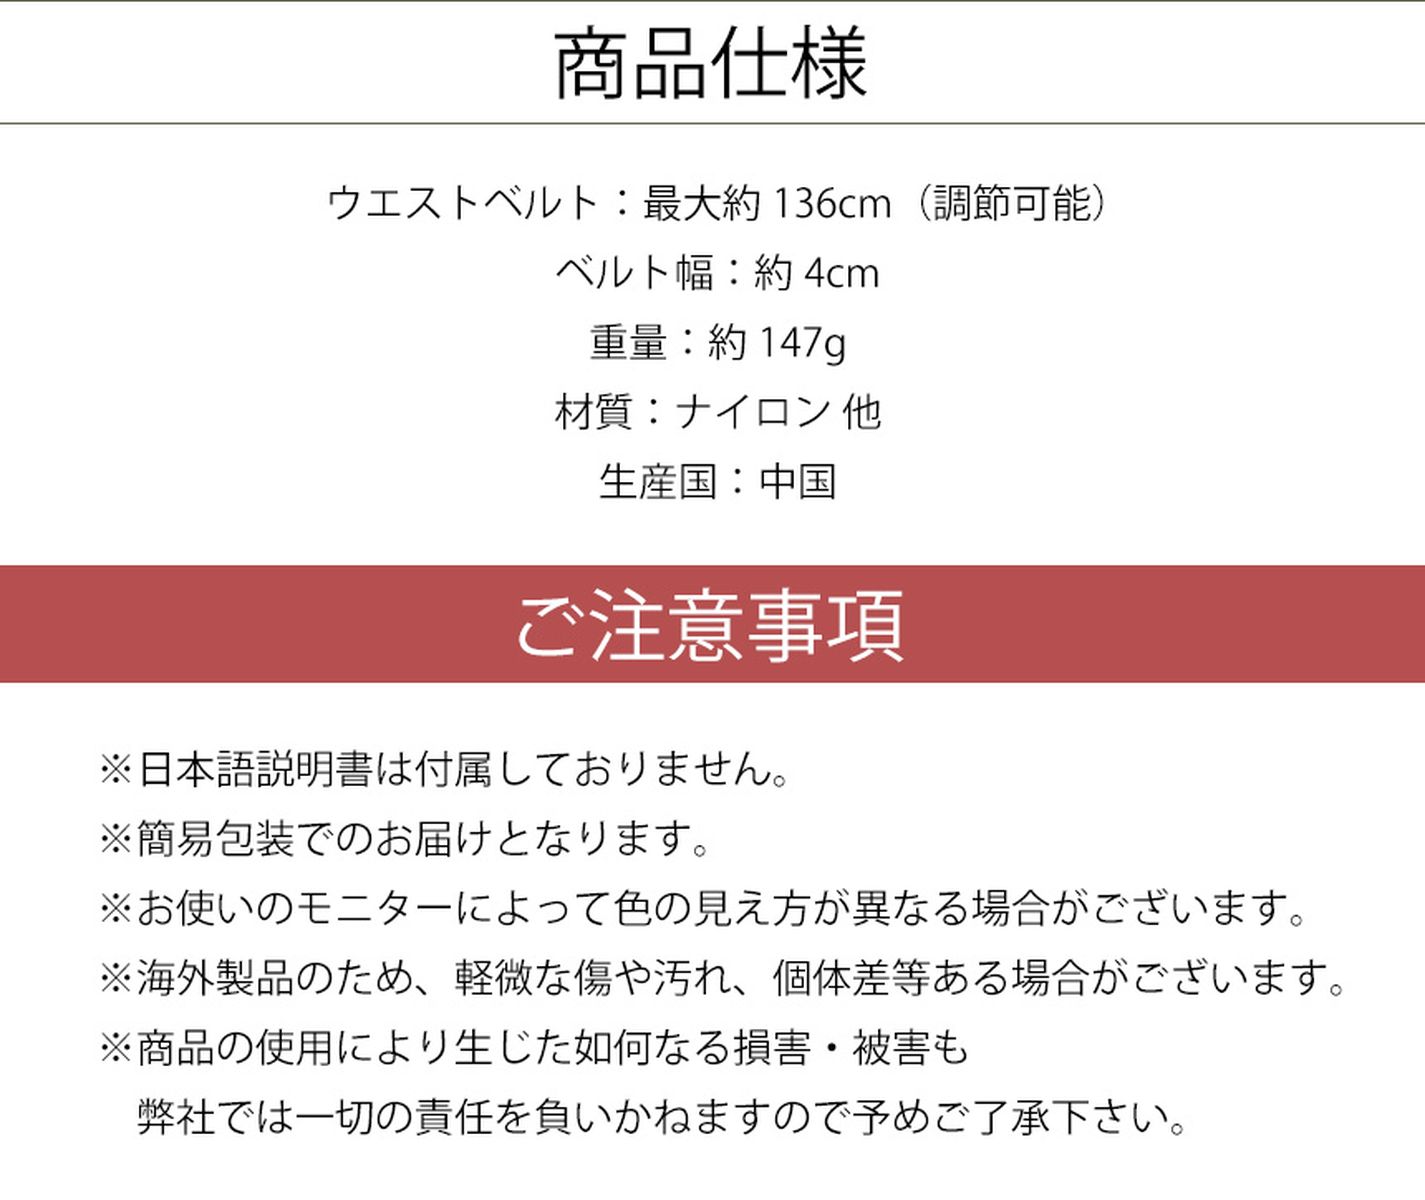 商品仕様
ウエストベルト：最大約 136cm（調節可能）
ベルト幅：約 4cm
重量：約 147g
材質：ナイロン 他
生産国：中国
ご注意事項
※日本語説明書は付属しておりません。
※簡易包装でのお届けとなります。
※お使いのモニターによって色の見え方が異なる場合がございます。
※海外製品のため、軽微な傷や汚れ、個体差等ある場合がございます。
※商品の使用により生じた如何なる損害・被害も
弊社では一切の責任を負いかねますので予めご了承下さい。